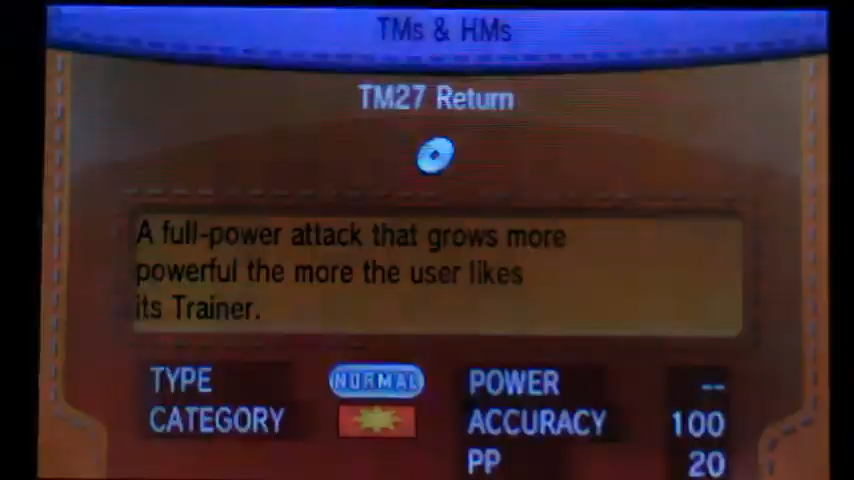 TMs & HMs
TM27 Return
A full-power attack that grows more
powerful the more the user likes
its Trainer.
TYPE NORMAL
CATEGORY
POWER --
ACCURACY 100
PP 20